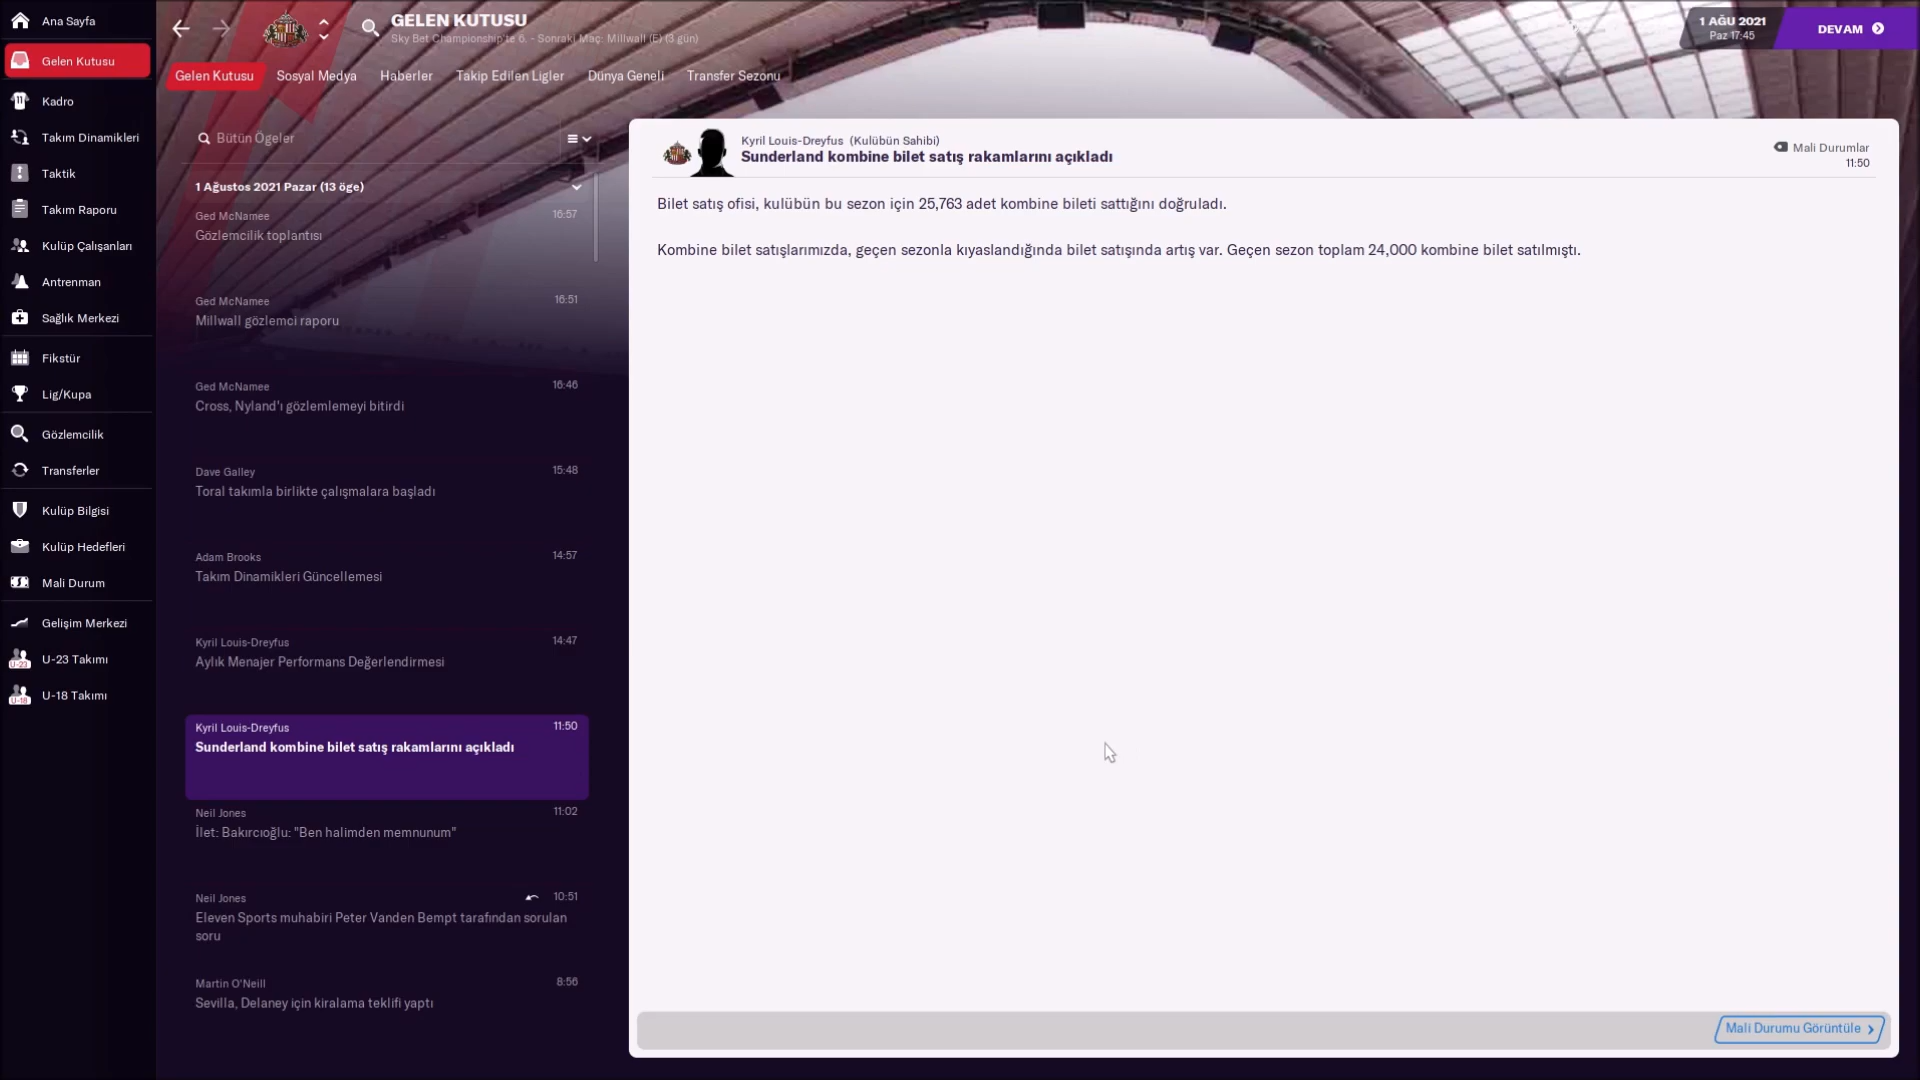 Ana Sayfa
Gelen Kutusu
Kadro
Takım Dinamikleri
Taktik
Takım Raporu
Kulüp Çalışanları
Antrenman
Sağlık Merkezi
Fikstür
Lig/Kupa
Gözlemcilik
Transferler
Kulüp Bilgisi
Kulüp Hedefleri
Mali Durum
Gelişim Merkezi
U-23 Takımı
U-18 Takımı
GELEN KUTUSU
Sky Bet Championship'te 6. - Sonraki Maç: Millwall (E) (3 gün)
1 AĞU 2021
Paz 17:45
DEVAM
Gelen Kutusu Sosyal Medya Haberler Takip Edilen Ligler Dünya Geneli Transfer Sezonu
Bütün Ögeler
1 Ağustos 2021 Pazar (13 öge)
Ged McNamee 16:57
Gözlemcilik toplantısı
Ged McNamee 16:51
Millwall gözlemci raporu
Ged McNamee 16:46
Cross, Nyland'ı gözlemlemeyi bitirdi
Dave Galley 15:48
Toral takımla birlikte çalışmalara başladı
Adam Brooks 14:57
Takım Dinamikleri Güncellemesi
Kyril Louis-Dreyfus 14:47
Aylık Menajer Performans Değerlendirmesi
Kyril Louis-Dreyfus 11:50
Sunderland kombine bilet satış rakamlarını açıkladı
Neil Jones 11:02
İlet: Bakırcıoğlu: "Ben halimden memnunum"
Neil Jones 10:51
Eleven Sports muhabiri Peter Vanden Bempt tarafından sorulan
soru
Martin O'Neill 8:56
Sevilla, Delaney için kiralama teklifi yaptı
Kyril Louis-Dreyfus (Kulübün Sahibi)
Sunderland kombine bilet satış rakamlarını açıkladı
Mali Durumlar
11:50
Bilet satış ofisi, kulübün bu sezon için 25,763 adet kombine bileti sattığını doğruladı.
Kombine bilet satışlarımızda, geçen sezonla kıyaslandığında bilet satışında artış var. Geçen sezon toplam 24,000 kombine bilet satılmıştı.
Mali Durumu Görüntüle